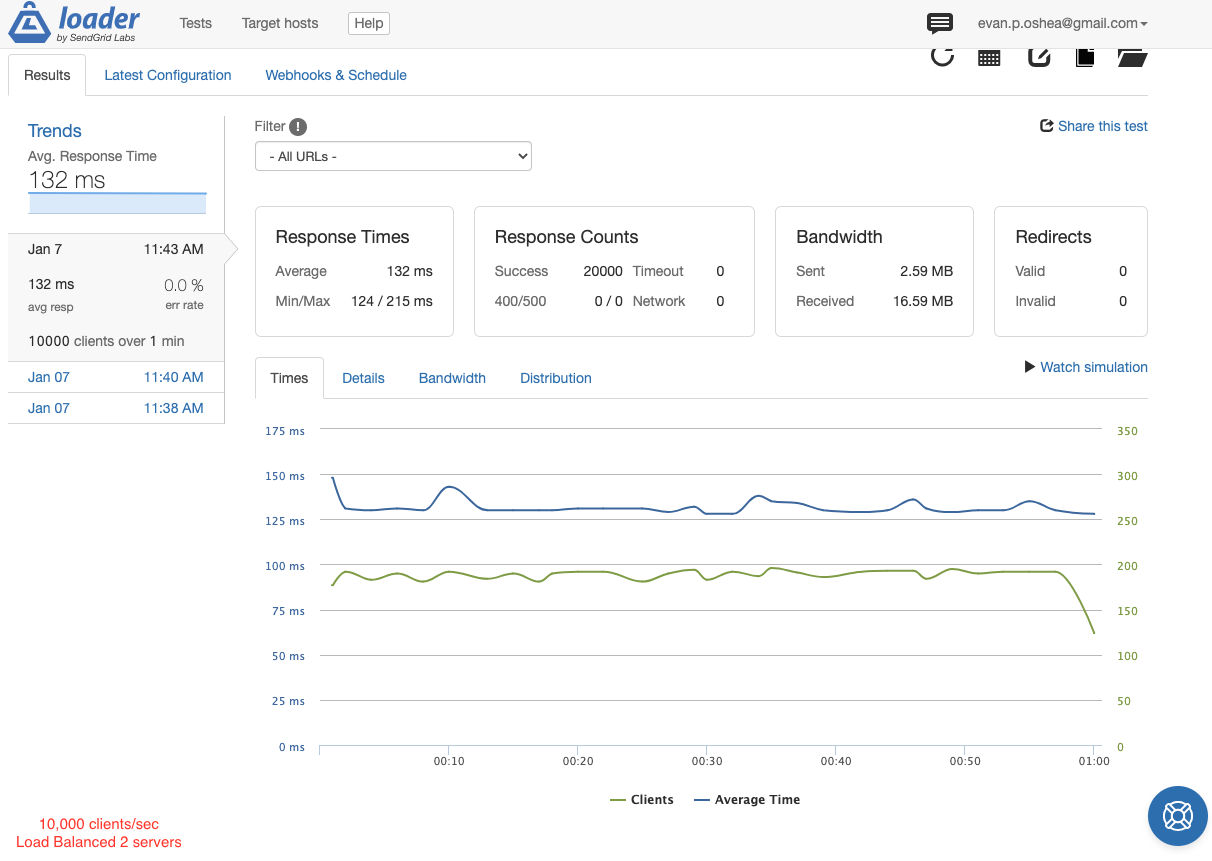 loader
by SendGrid Labs
Tests Target hosts Help evan.p.oshea@gmail.com
Results Latest Configuration Webhooks & Schedule
Trends
Avg. Response Time
132 ms
Jan 7 11:43 AM
132 ms 0.0 %
avg resp err rate
10000 clients over 1 min
Jan 07 11:40 AM
Jan 07 11:38 AM
Filter !
Share this test
- All URLs -
Response Times
Average 132 ms
Min/Max 124 / 215 ms
Response Counts
Success 20000 Timeout 0
400/500 0 / 0 Network 0
Bandwidth
Sent 2.59 MB
Received 16.59 MB
Redirects
Valid 0
Invalid 0
Times Details Bandwidth Distribution
Watch simulation
175 ms 350
150 ms 300
125 ms 250
100 ms 200
75 ms 150
50 ms 100
25 ms 50
0 ms 0
00:10 00:20 00:30 00:40 00:50 01:00
Clients Average Time
10,000 clients/sec
Load Balanced 2 servers